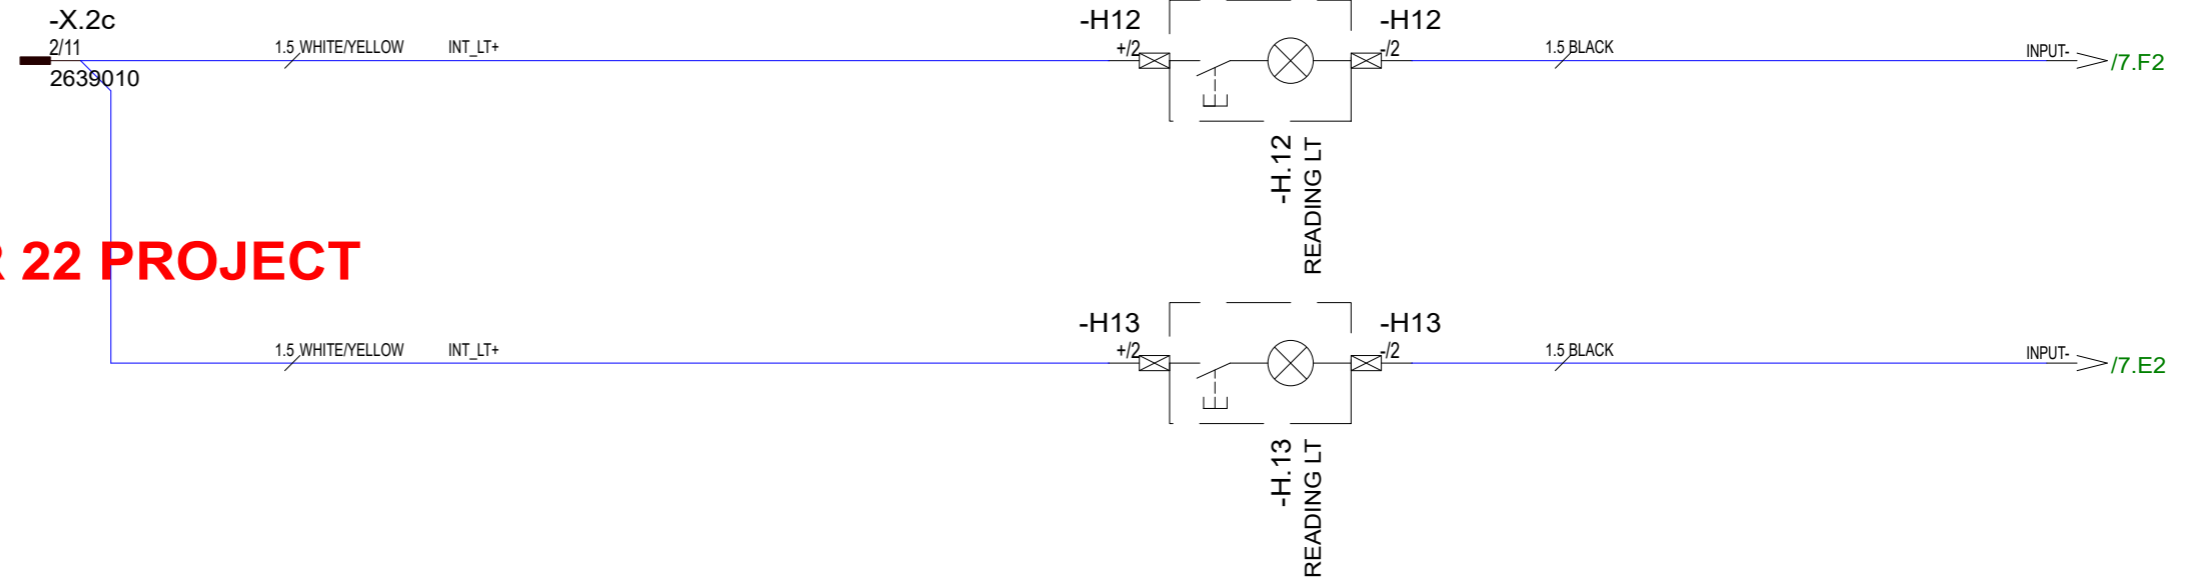 -X.2c
2/11
2639010
1.5 WHITE/YELLOW
INT_LT+
-H12
+/2
-H12
-/2
1.5 BLACK
INPUT-
/7.F2
-H.12
READING LT
22 PROJECT
1.5 WHITE/YELLOW
INT_LT+
-H13
+/2
-H13
-/2
1.5 BLACK
INPUT-
/7.E2
-H.13
READING LT